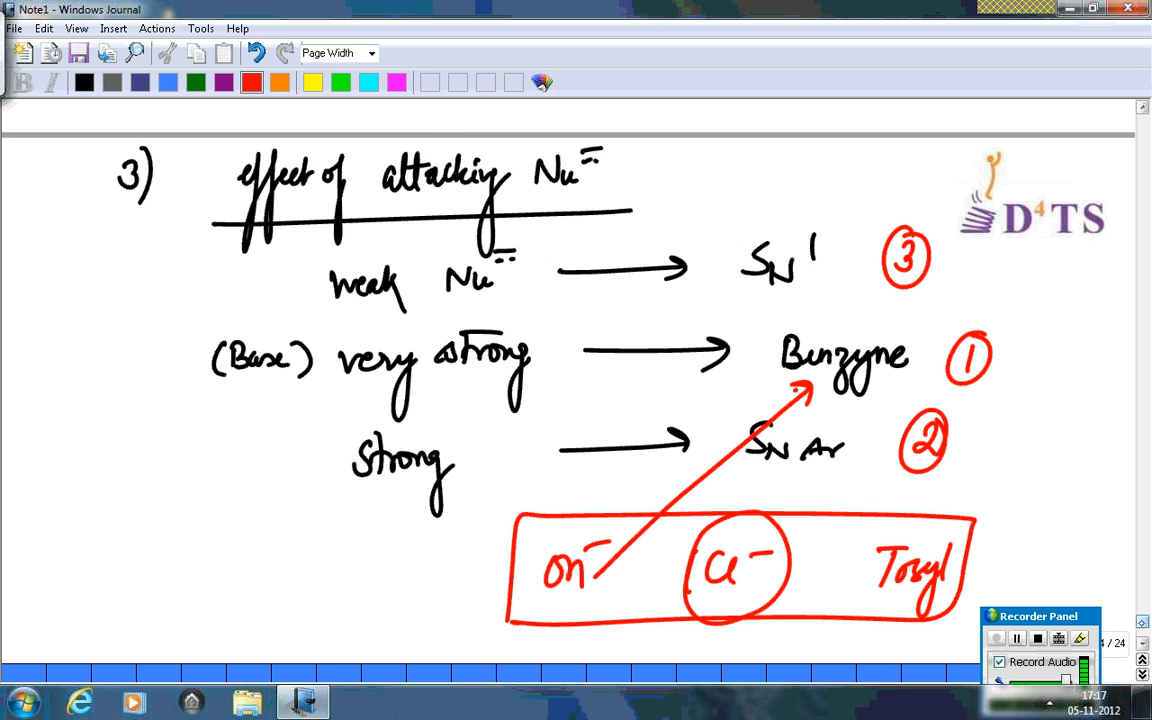 Note1 - Windows Journal
File Edit View Insert Actions Tools Help
Page Width
B I
3) effect of attacking Nu
D4TS
weak Nu → SN1 3
(Base) very strong → Benzyne 1
strong → SN Ar 2
OH- Cl- Tosyl
Recorder Panel
4 / 24
Record Audio
17:17
05-11-2012